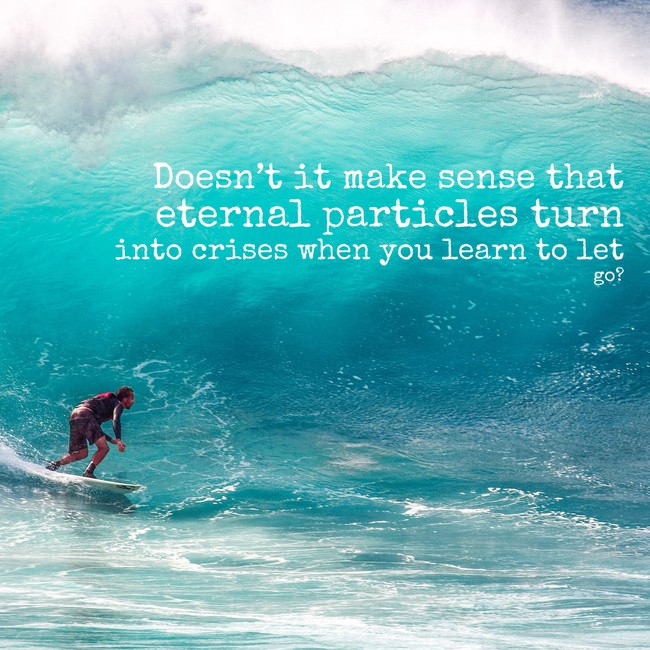 Doesn't it make sense that
eternal particles turn
into crises when you learn to let
go?